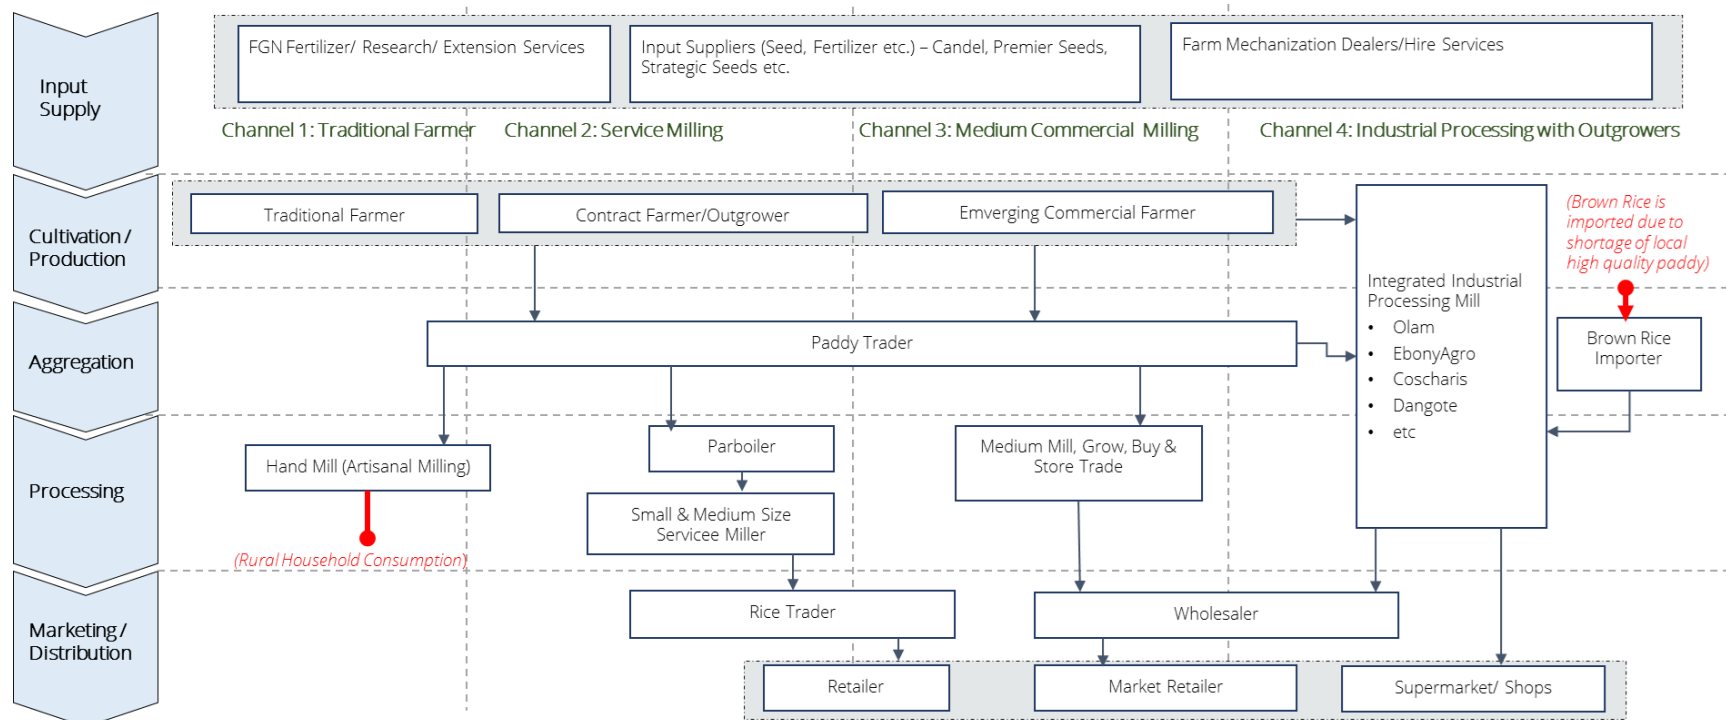 Input
Supply
FGN Fertilizer/ Research/ Extension Services
Input Suppliers (Seed, Fertilizer etc.) – Candel, Premier Seeds,
Strategic Seeds etc.
Farm Mechanization Dealers/Hire Services
Channel 1: Traditional Farmer
Channel 2: Service Milling
Channel 3: Medium Commercial Milling
Channel 4: Industrial Processing with Outgrowers
Cultivation /
Production
Traditional Farmer
Contract Farmer/Outgrower
Emverging Commercial Farmer
(Brown Rice is
imported due to
shortage of local
high quality paddy)
Integrated Industrial
Processing Mill
• Olam
• EbonyAgro
• Coscharis
• Dangote
• etc
Aggregation
Paddy Trader
Brown Rice
Importer
Processing
Hand Mill (Artisanal Milling)
(Rural Household Consumption)
Parboiler
Small & Medium Size
Servicee Miller
Medium Mill, Grow, Buy &
Store Trade
Marketing /
Distribution
Rice Trader
Wholesaler
Retailer
Market Retailer
Supermarket/ Shops